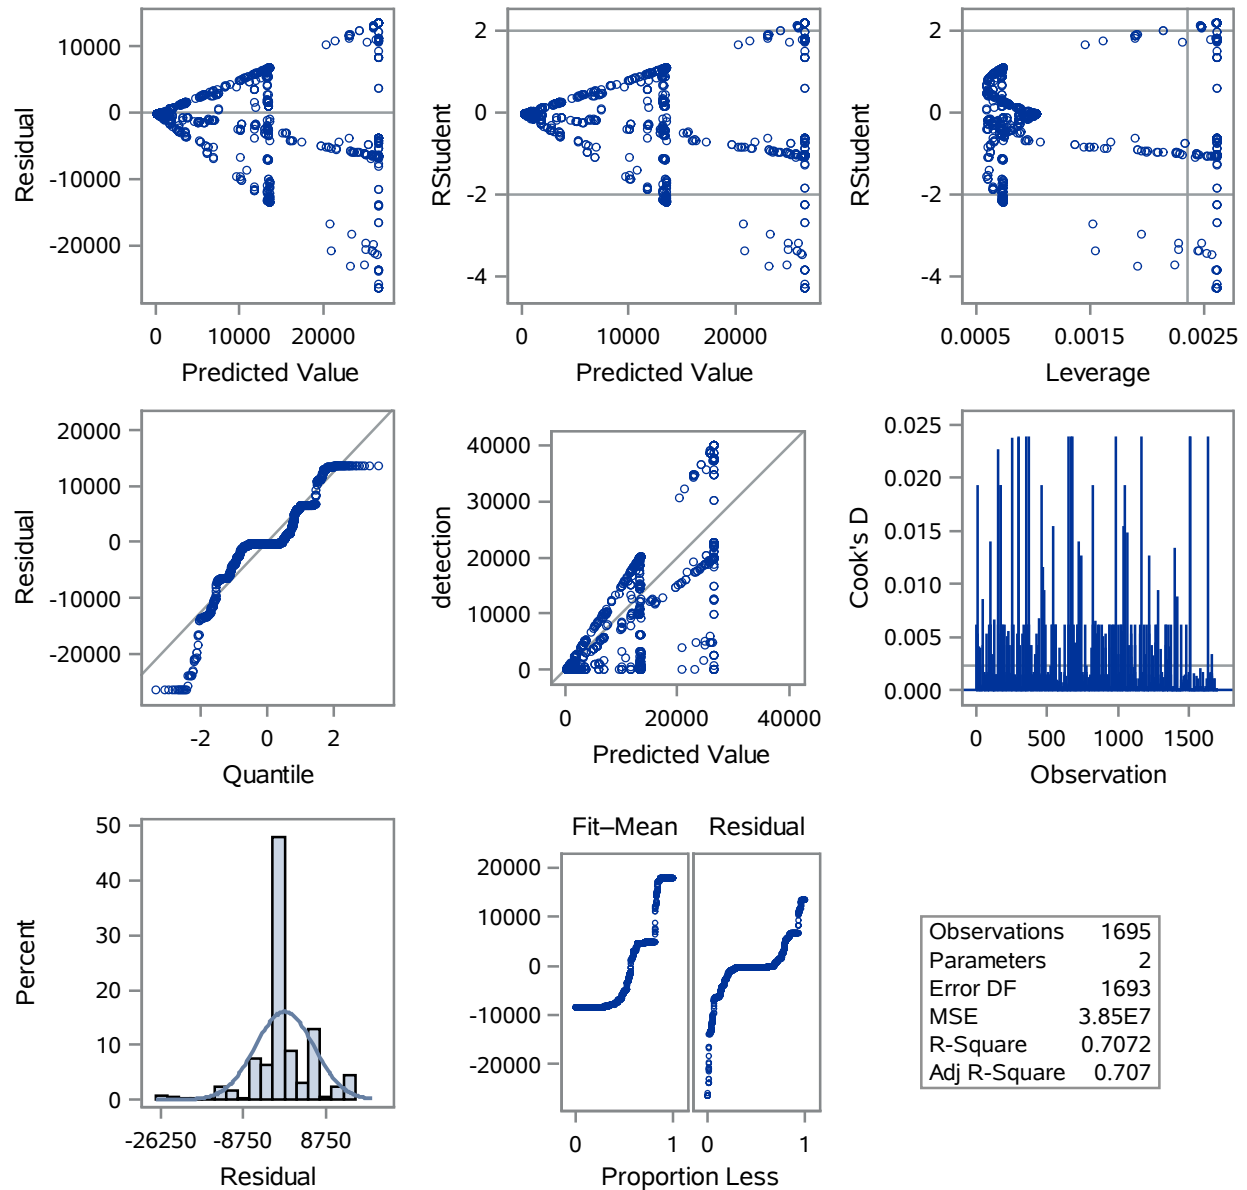 Residual
10000
0
-10000
-20000
0 10000 20000
Predicted Value
RStudent
2
0
-2
-4
0 10000 20000
Predicted Value
RStudent
2
0
-2
-4
0.0005 0.0015 0.0025
Leverage
Residual
20000
10000
0
-10000
-20000
-2 0 2
Quantile
detection
40000
30000
20000
10000
0
0 20000 40000
Predicted Value
Cook's D
0.025
0.020
0.015
0.010
0.005
0.000
0 500 1000 1500
Observation
Percent
50
40
30
20
10
0
-26250 -8750 8750
Residual
Fit–Mean Residual
20000
10000
0
-10000
-20000
0 1 0 1
Proportion Less
Observations 1695
Parameters 2
Error DF 1693
MSE 3.85E7
R-Square 0.7072
Adj R-Square 0.707